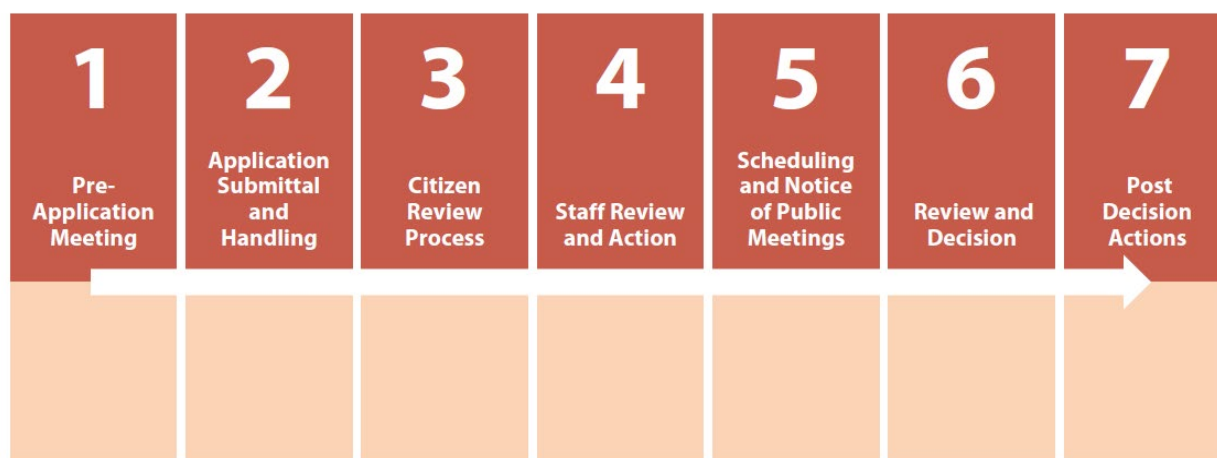 1
Pre-
Application
Meeting
2
Application
Submittal
and
Handling
3
Citizen
Review
Process
4
Staff Review
and Action
5
Scheduling
and Notice
of Public
Meetings
6
Review and
Decision
7
Post
Decision
Actions